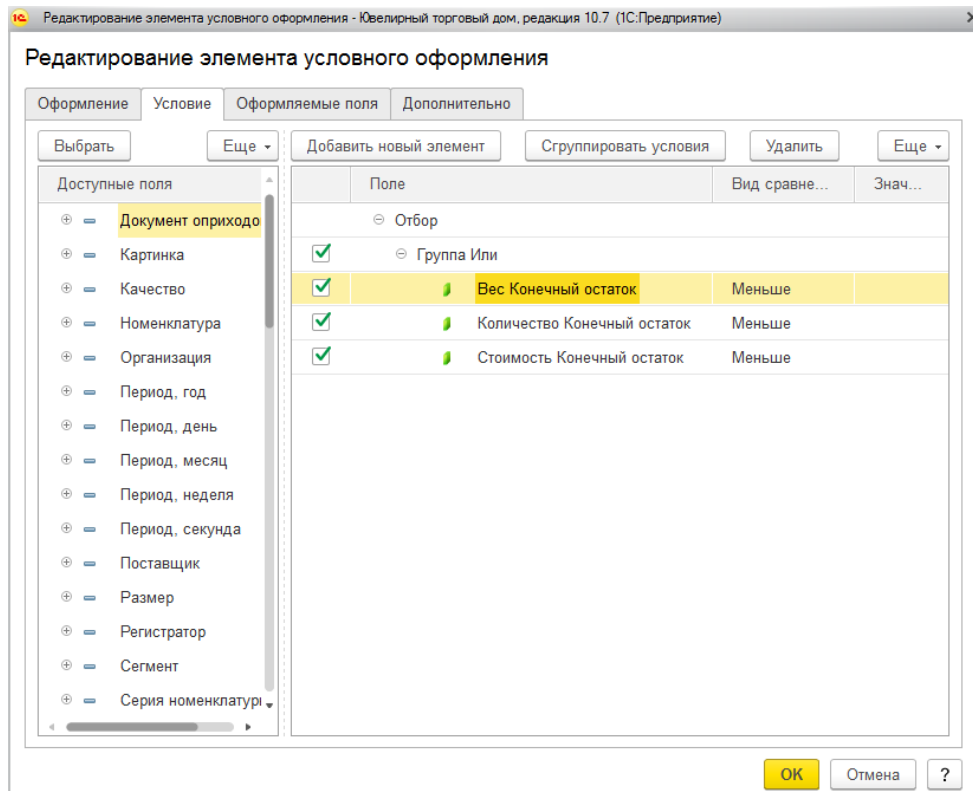 1С Редактирование элемента условного оформления - Ювелирный торговый дом, редакция 10.7 (1С:Предприятие)
Редактирование элемента условного оформления
Оформление Условие Оформляемые поля Дополнительно
Выбрать Еще Добавить новый элемент Сгруппировать условия Удалить Еще
Доступные поля Поле Вид сравне... Знач...
Документ оприходо Отбор
Картинка Группа Или
Качество Вес Конечный остаток Меньше
Номенклатура Количество Конечный остаток Меньше
Организация Стоимость Конечный остаток Меньше
Период, год
Период, день
Период, месяц
Период, неделя
Период, секунда
Поставщик
Размер
Регистратор
Сегмент
Серия номенклатуры
OK Отмена ?